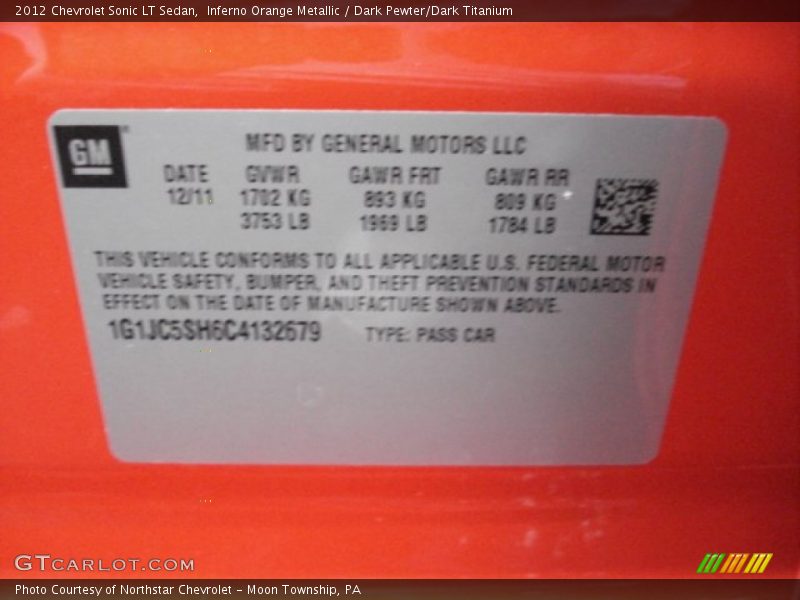 2012 Chevrolet Sonic LT Sedan,  Inferno Orange Metallic / Dark Pewter/Dark Titanium
GM
MFD BY GENERAL MOTORS LLC
DATE GVWR GAWR FRT GAWR RR
12/11 1702 KG 893 KG 809 KG
3753 LB 1969 LB 1784 LB
THIS VEHICLE CONFORMS TO ALL APPLICABLE U.S. FEDERAL MOTOR
VEHICLE SAFETY, BUMPER, AND THEFT PREVENTION STANDARDS IN
EFFECT ON THE DATE OF MANUFACTURE SHOWN ABOVE.
1G1JC5SH6C4132679 TYPE: PASS CAR
GTCARLOT.COM
Photo Courtesy of Northstar Chevrolet - Moon Township, PA